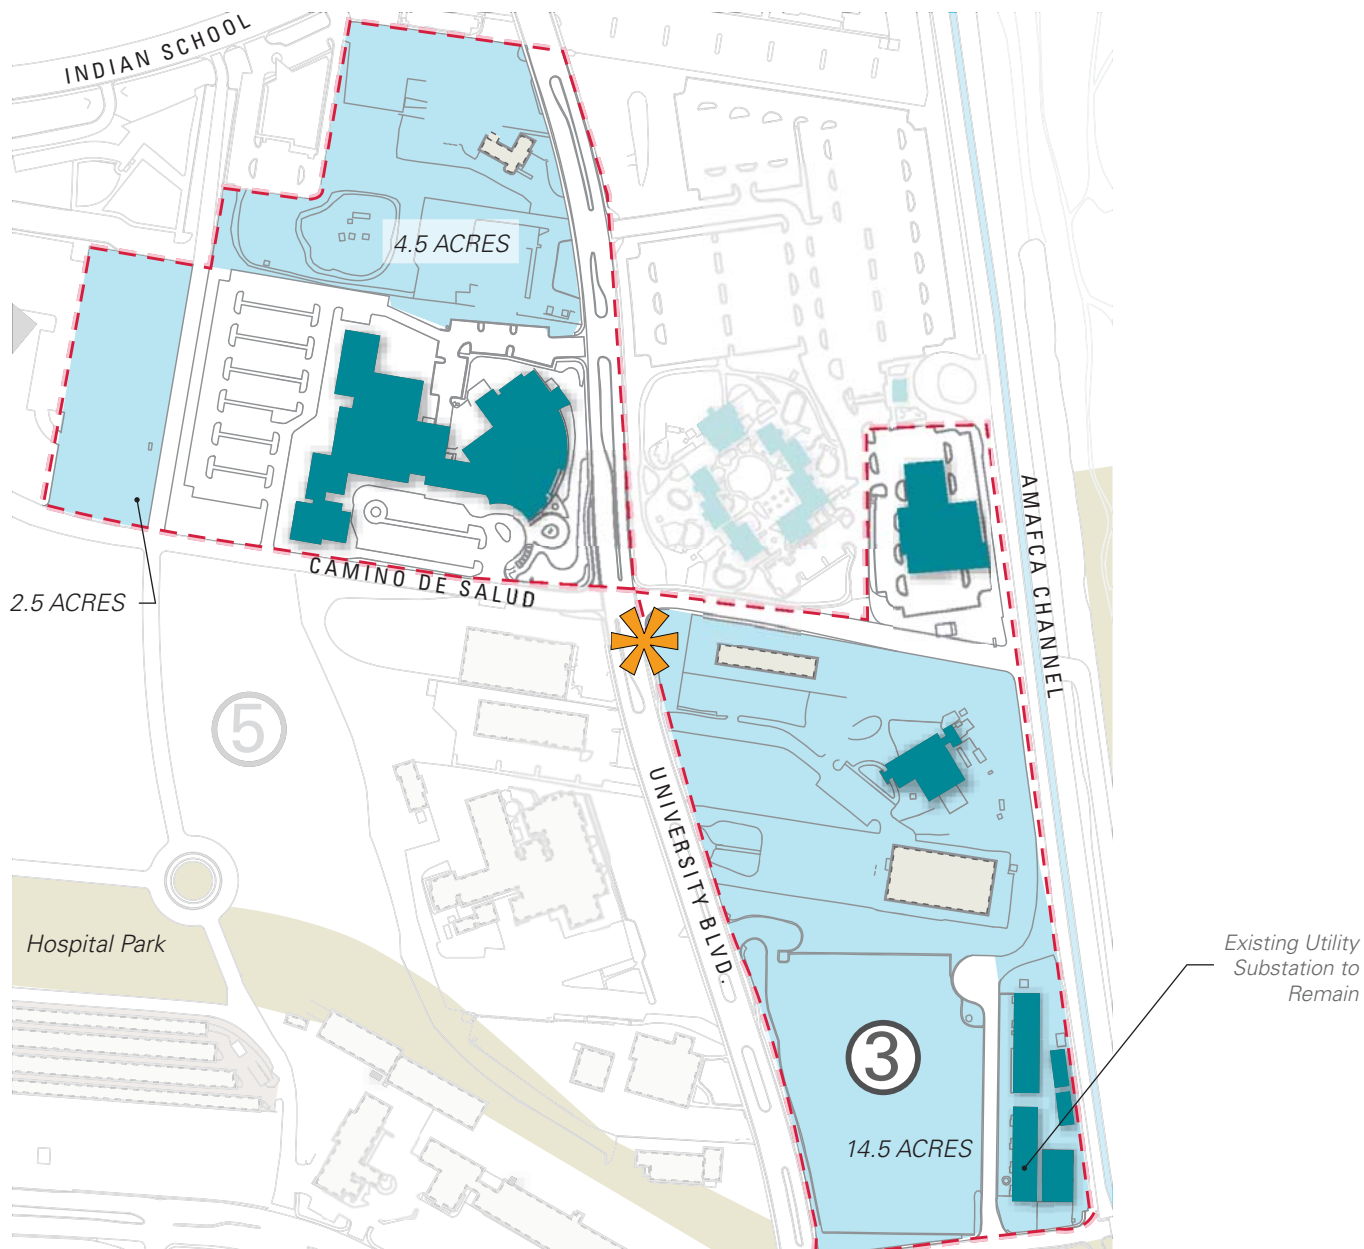 INDIAN SCHOOL
4.5 ACRES
AMAFCA CHANNEL
CAMINO DE SALUD
2.5 ACRES
5
UNIVERSITY BLVD.
Hospital Park
Existing Utility
Substation to
Remain
3
14.5 ACRES